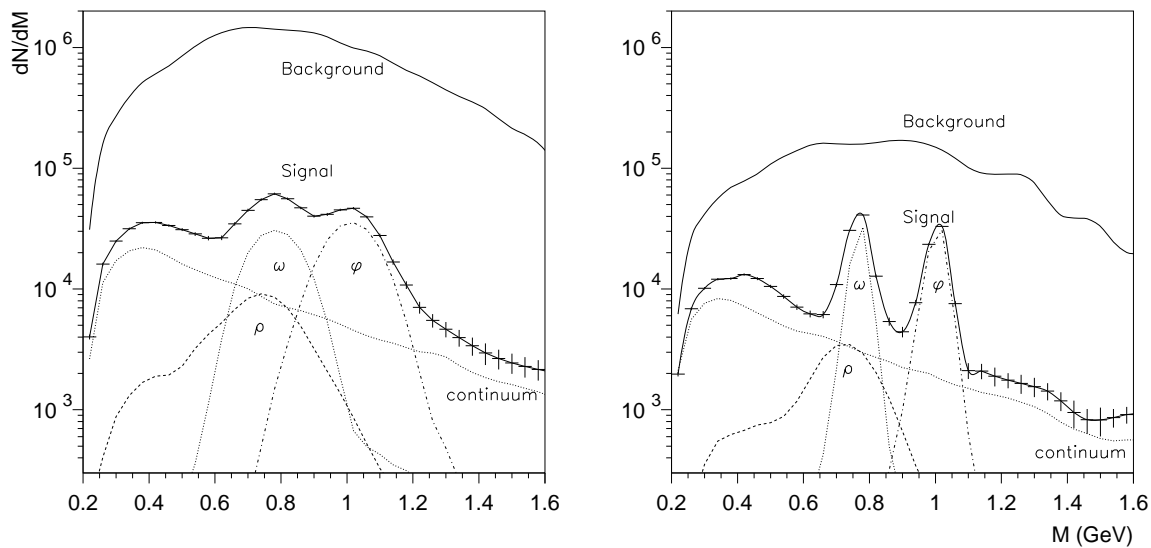 dN/dM
10^6
10^5
10^4
10^3
Background
Signal
ω
φ
ρ
continuum
0.2 0.4 0.6 0.8 1 1.2 1.4 1.6
10^6
10^5
10^4
10^3
Background
Signal
ω
φ
ρ
continuum
0.2 0.4 0.6 0.8 1 1.2 1.4 1.6
M (GeV)